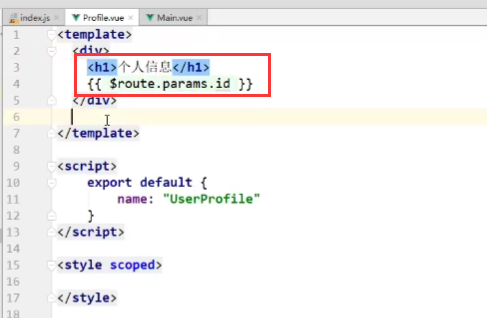 index.js × Profile.vue × Main.vue ×
1 <template>
2 <div>
3 <h1>个人信息</h1>
4 {{ $route.params.id }}
5 </div>
6
7 </template>
8
9 <script>
10 export default {
11 name: "UserProfile"
12 }
13 </script>
14
15 <style scoped>
16
17 </style>
18